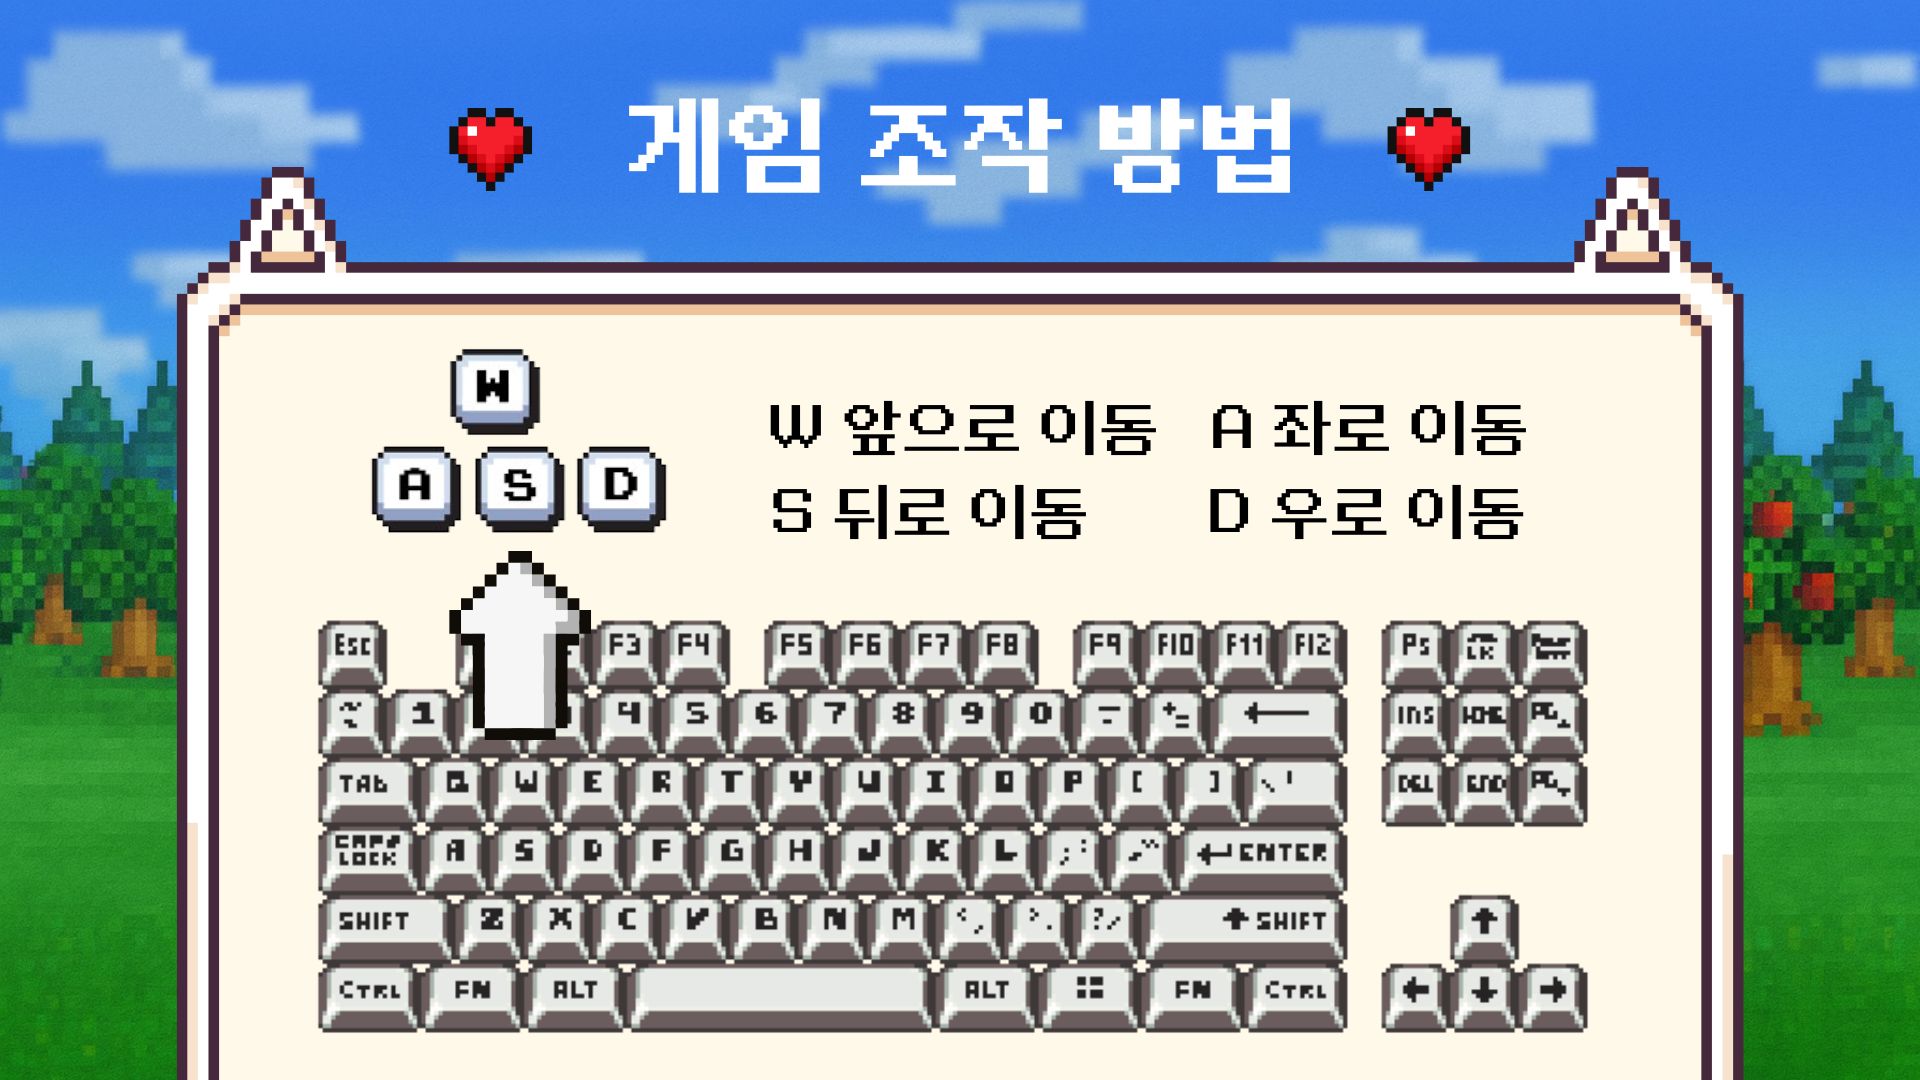 게임 조작 방법
W
A S D
W 앞으로 이동 A 좌로 이동
S 뒤로 이동 D 우로 이동
Esc F3 F4 F5 F6 F7 F8 F9 F10 F11 F12 Ps LK
~ 1 4 5 6 7 8 9 0 - += ← INS HOME PG
TAB Q W E R T Y U I O P [ ] \ ' DEL END PG
CAPS LOCK A S D F G H J K L ; : ENTER
SHIFT Z X C V B N M < , > . ? / SHIFT ↑
CTRL FN ALT ALT FN CTRL ← ↓ →